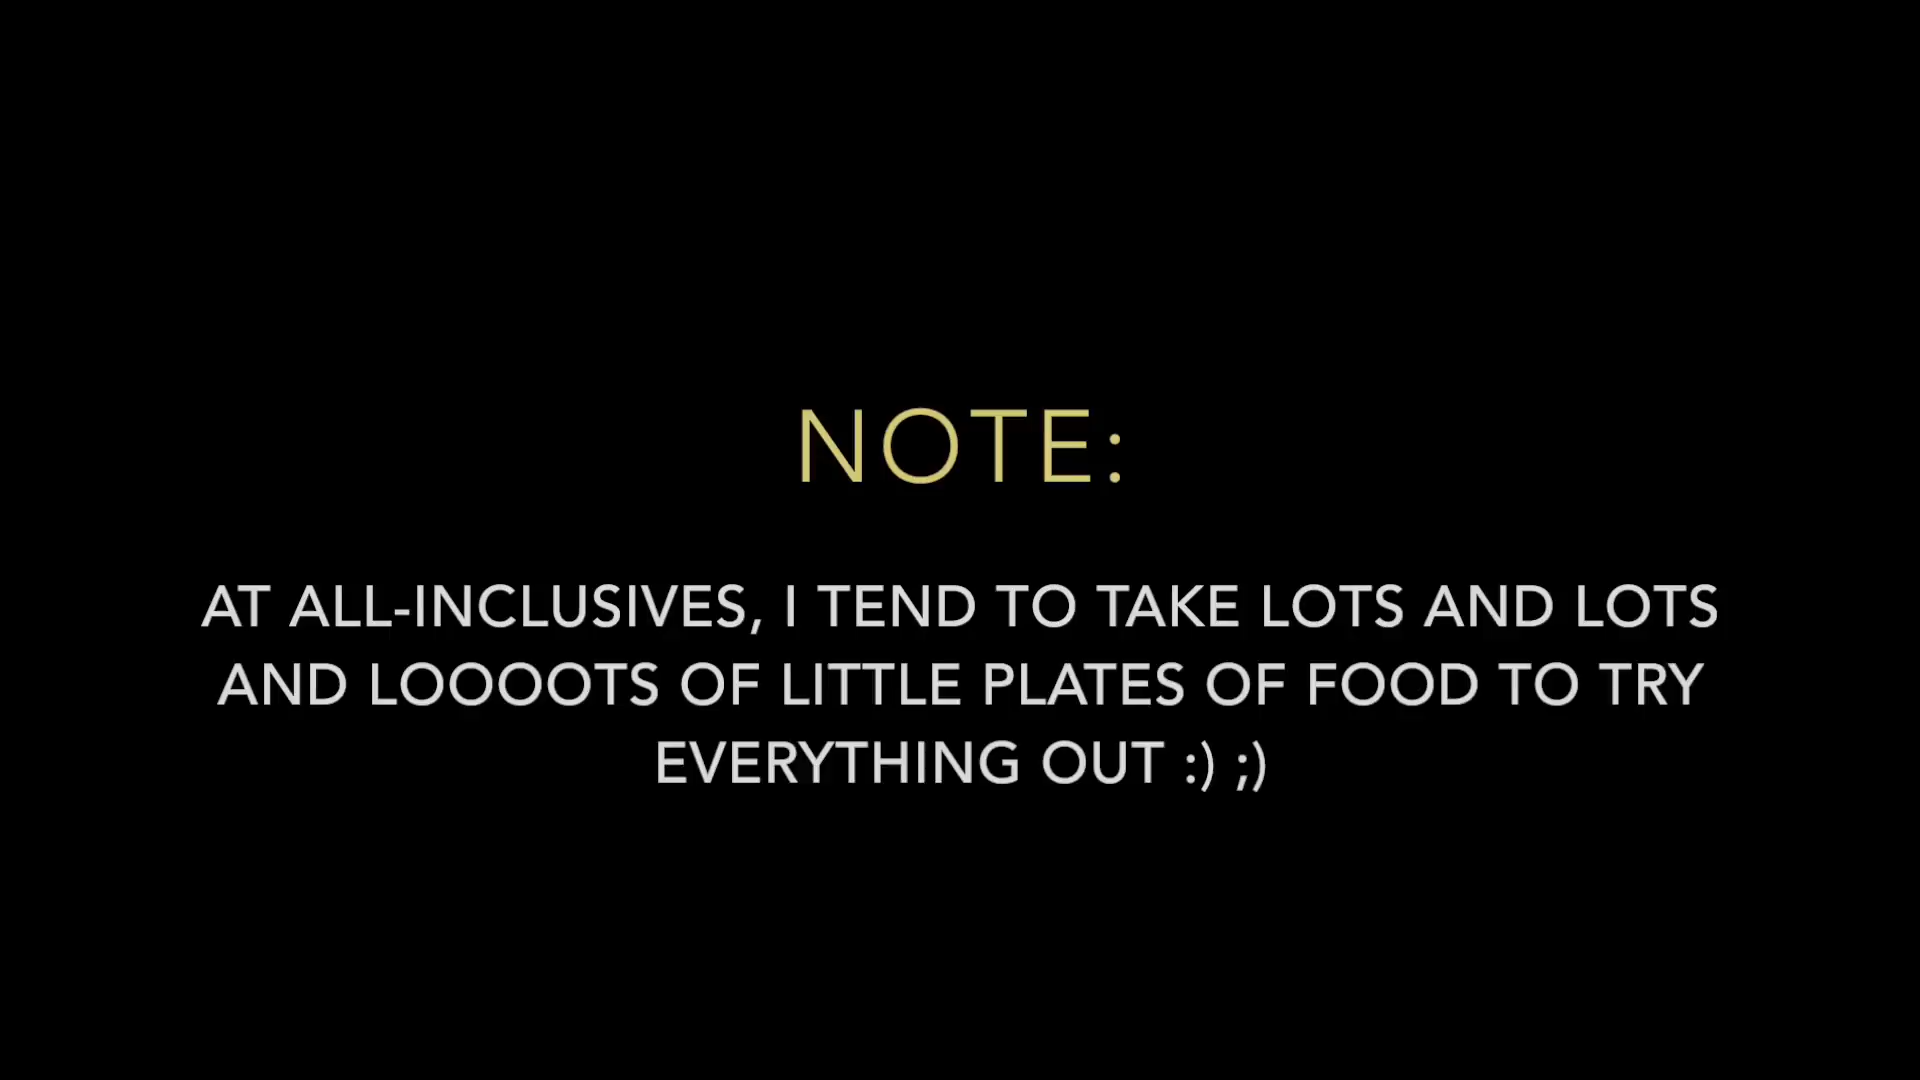 NOTE:
AT ALL-INCLUSIVES, I TEND TO TAKE LOTS AND LOTS
AND LOOOOTS OF LITTLE PLATES OF FOOD TO TRY
EVERYTHING OUT :) ;)